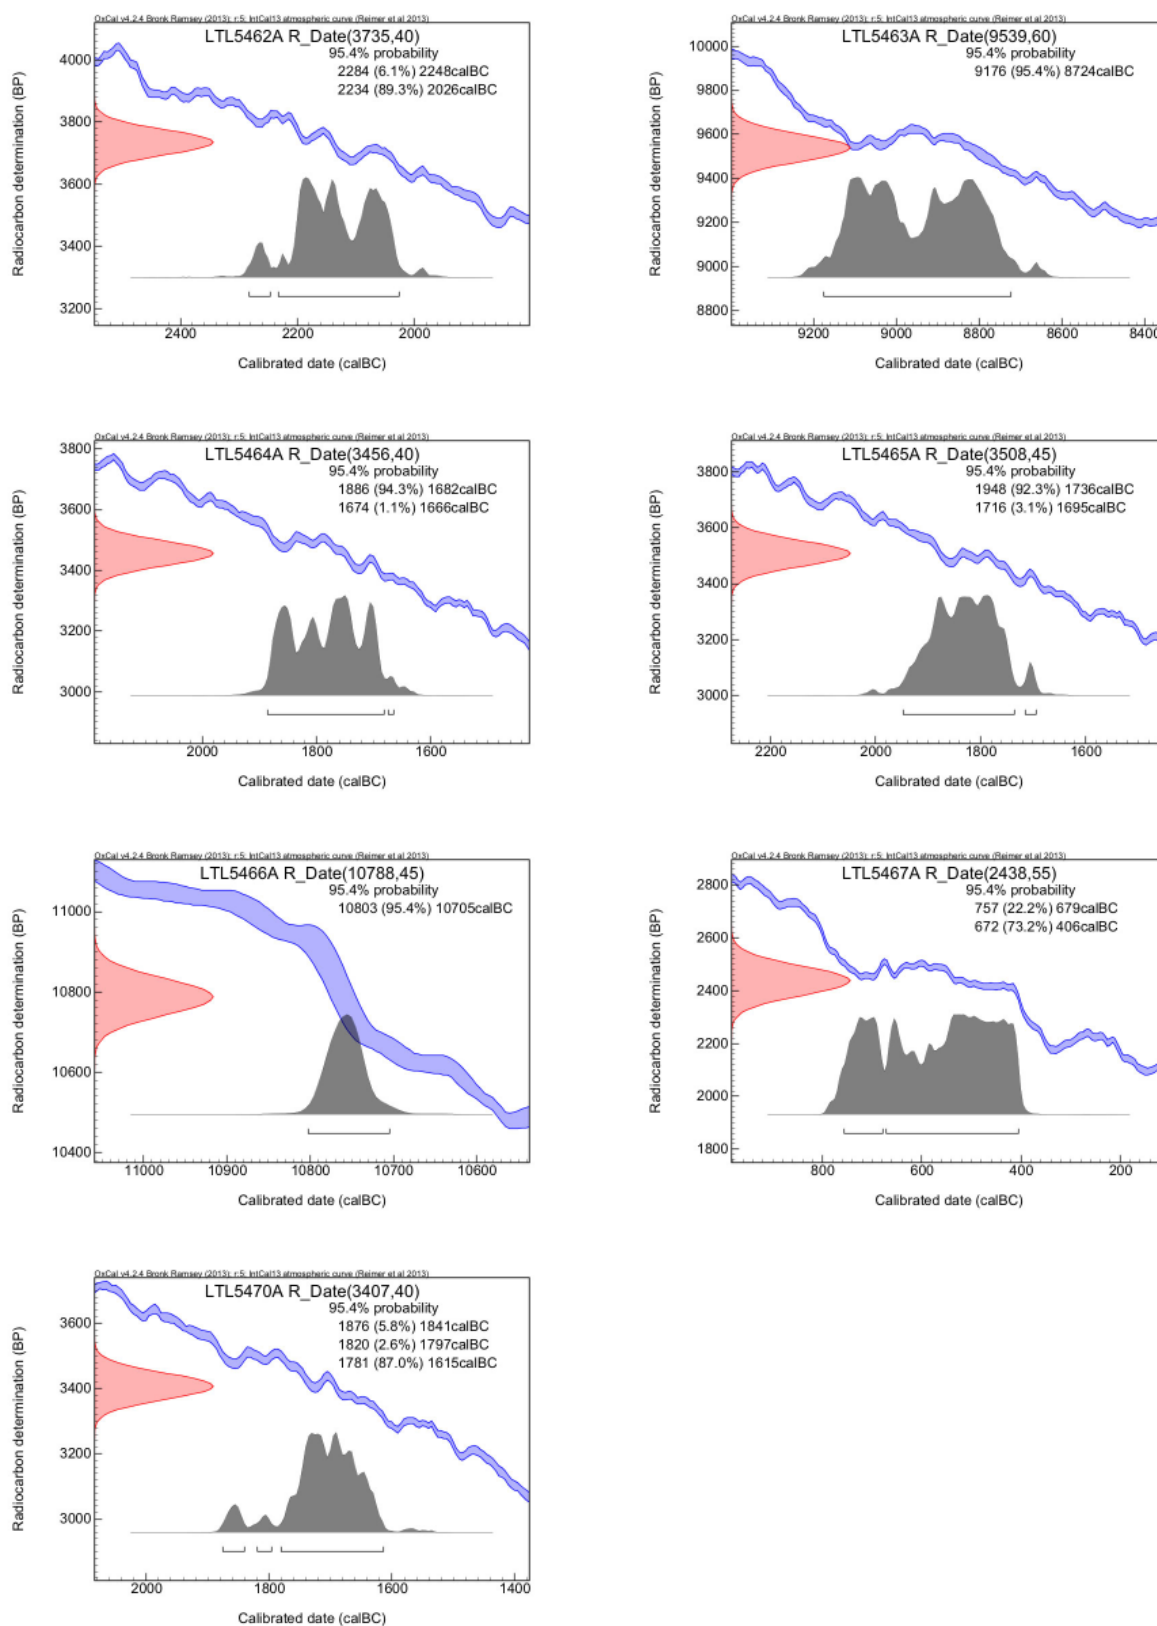 OxCal v4.2.4 Bronk Ramsey (2013); r:5; IntCal13 atmospheric curve (Reimer et al 2013)
LTL5462A R_Date(3735,40)
95.4% probability
2284 (6.1%) 2248calBC
2234 (89.3%) 2026calBC
Radiocarbon determination (BP)
4000
3800
3600
3400
3200
2400 2200 2000
Calibrated date (calBC)
OxCal v4.2.4 Bronk Ramsey (2013); r:5; IntCal13 atmospheric curve (Reimer et al 2013)
LTL5463A R_Date(9539,60)
95.4% probability
9176 (95.4%) 8724calBC
Radiocarbon determination (BP)
10000
9800
9600
9400
9200
9000
8800
9200 9000 8800 8600 8400
Calibrated date (calBC)
OxCal v4.2.4 Bronk Ramsey (2013); r:5; IntCal13 atmospheric curve (Reimer et al 2013)
LTL5464A R_Date(3456,40)
95.4% probability
1886 (94.3%) 1682calBC
1674 (1.1%) 1666calBC
Radiocarbon determination (BP)
3800
3600
3400
3200
3000
2000 1800 1600
Calibrated date (calBC)
OxCal v4.2.4 Bronk Ramsey (2013); r:5; IntCal13 atmospheric curve (Reimer et al 2013)
LTL5465A R_Date(3508,45)
95.4% probability
1948 (92.3%) 1736calBC
1716 (3.1%) 1695calBC
Radiocarbon determination (BP)
3800
3600
3400
3200
3000
2200 2000 1800 1600
Calibrated date (calBC)
OxCal v4.2.4 Bronk Ramsey (2013); r:5; IntCal13 atmospheric curve (Reimer et al 2013)
LTL5466A R_Date(10788,45)
95.4% probability
10803 (95.4%) 10705calBC
Radiocarbon determination (BP)
11000
10800
10600
10400
11000 10900 10800 10700 10600
Calibrated date (calBC)
OxCal v4.2.4 Bronk Ramsey (2013); r:5; IntCal13 atmospheric curve (Reimer et al 2013)
LTL5467A R_Date(2438,55)
95.4% probability
757 (22.2%) 679calBC
672 (73.2%) 406calBC
Radiocarbon determination (BP)
2800
2600
2400
2200
2000
1800
800 600 400 200
Calibrated date (calBC)
OxCal v4.2.4 Bronk Ramsey (2013); r:5; IntCal13 atmospheric curve (Reimer et al 2013)
LTL5470A R_Date(3407,40)
95.4% probability
1876 (5.8%) 1841calBC
1820 (2.6%) 1797calBC
1781 (87.0%) 1615calBC
Radiocarbon determination (BP)
3600
3400
3200
3000
2000 1800 1600 1400
Calibrated date (calBC)